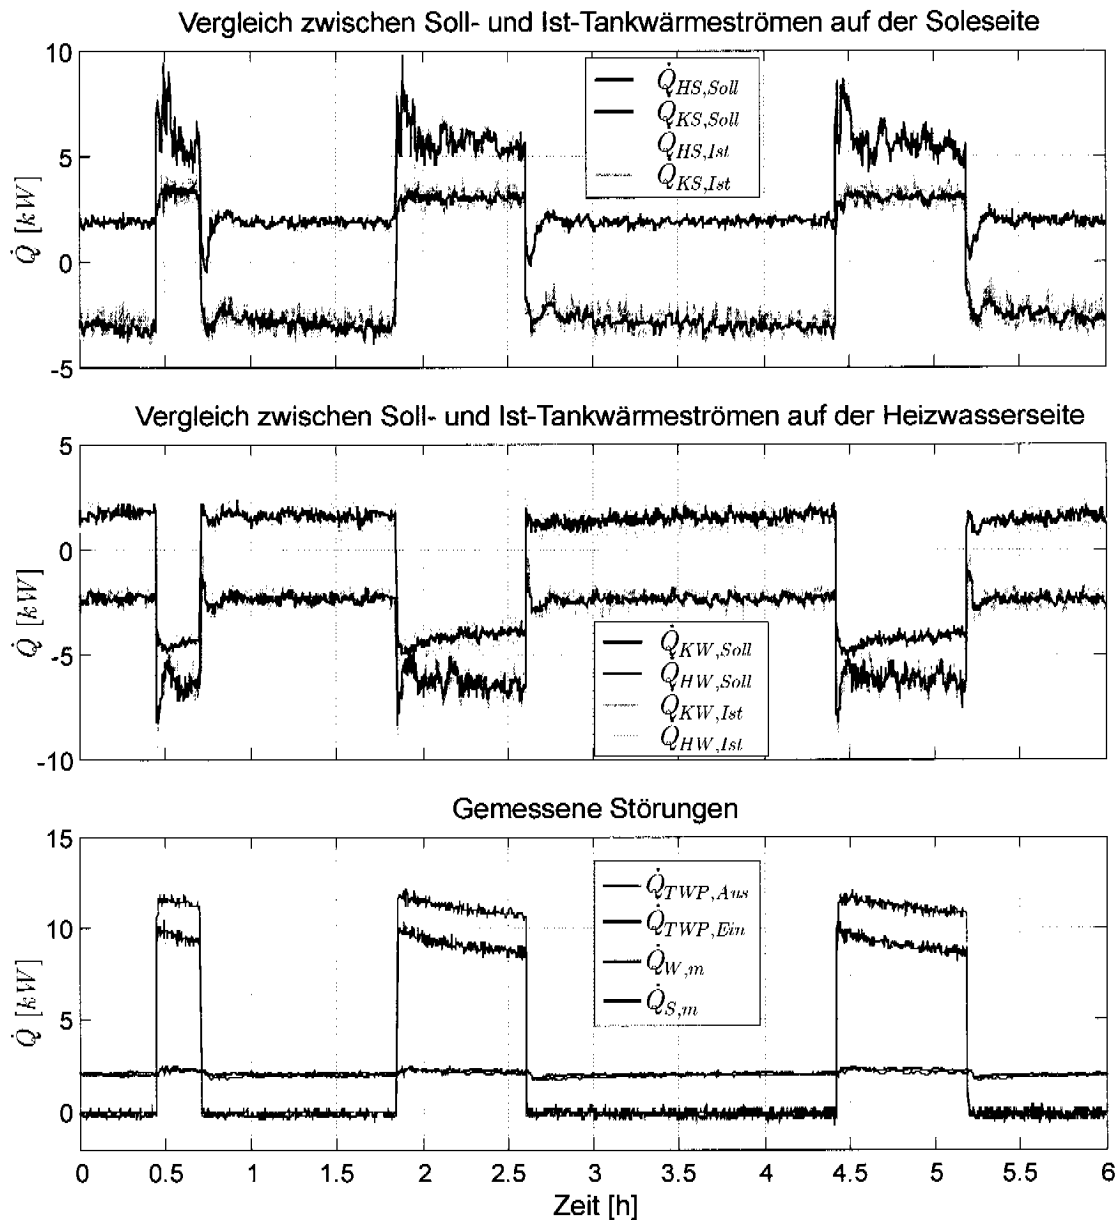 Vergleich zwischen Soll- und Ist-Tankwärmeströmen auf der Soleseite
10
5
0
-5
Q̇ [kW]
Q̇_{HS,Soll}
Q̇_{KS,Soll}
Q̇_{HS,Ist}
Q̇_{KS,Ist}
Vergleich zwischen Soll- und Ist-Tankwärmeströmen auf der Heizwasserseite
5
0
-5
-10
Q̇ [kW]
Q̇_{KW,Soll}
Q̇_{HW,Soll}
Q̇_{KW,Ist}
Q̇_{HW,Ist}
Gemessene Störungen
15
10
5
0
Q̇ [kW]
Q̇_{TWP,Aus}
Q̇_{TWP,Ein}
Q̇_{W,m}
Q̇_{S,m}
0 0.5 1 1.5 2 2.5 3 3.5 4 4.5 5 5.5 6
Zeit [h]